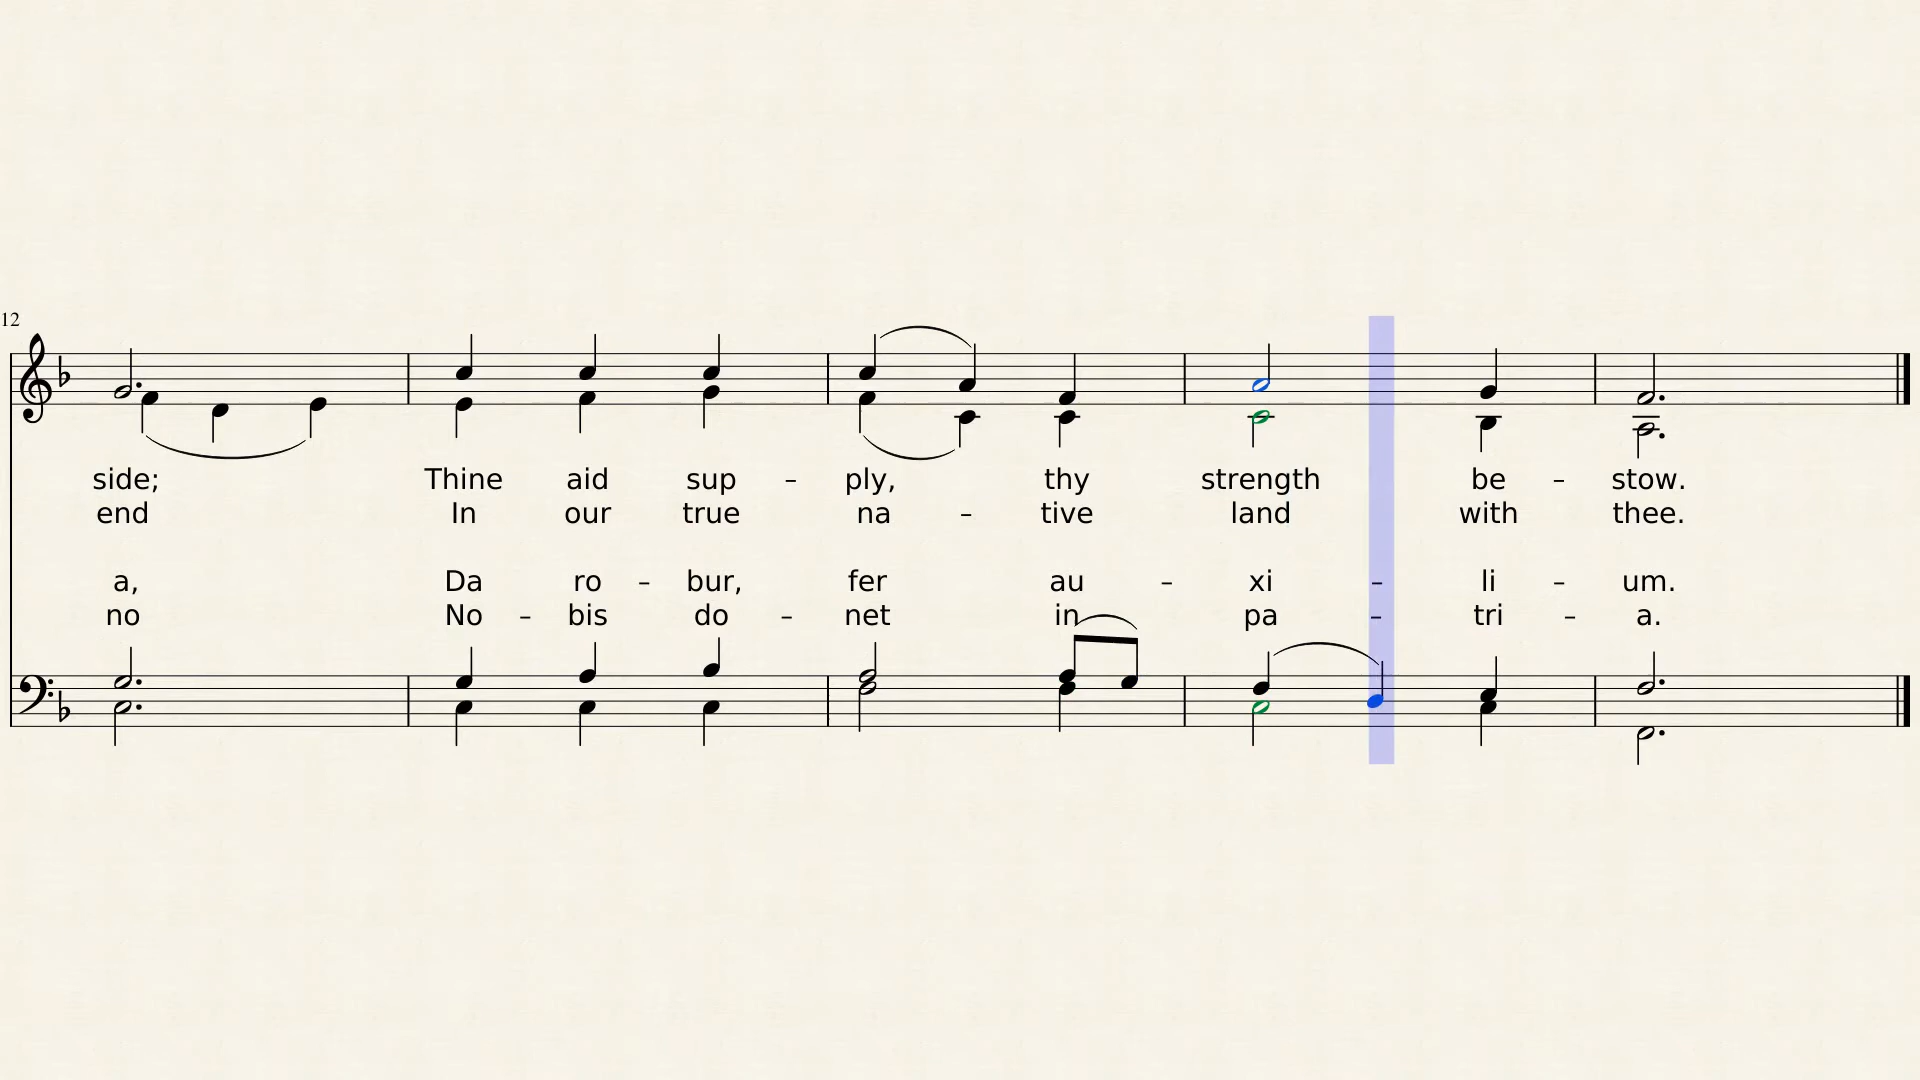 12
side; Thine aid sup – ply, thy strength be – stow.
end In our true na – tive land with thee.
a, Da ro – bur, fer au – xi – li – um.
no No – bis do – net in pa – tri – a.